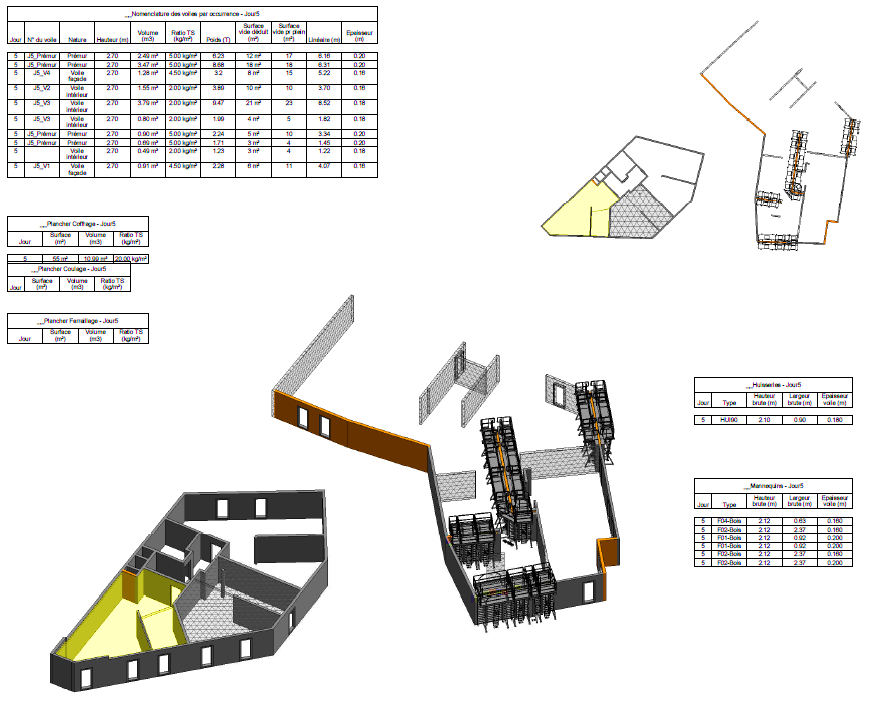 Nomenclature des voiles par occurrence - Jour5
Jour N° du voile Nature Hauteur (m) Volume (m3) Ratio TS (kg/m²) Poids (T) Surface vide déduit (m²) Surface vide pr plein (m²) Linéaire (m) Epaisseur (m)
5 J5_Prémur Prémur 2.70 2.49 m³ 5.00 kg/m² 6.23 12 m² 17 6.16 0.20
5 J5_Prémur Prémur 2.70 3.47 m³ 5.00 kg/m² 8.68 18 m² 18 6.31 0.20
5 J5_V4 Voile façade 2.70 1.28 m³ 4.50 kg/m² 3.2 8 m² 15 5.22 0.16
5 J5_V2 Voile intérieur 2.70 1.55 m³ 2.00 kg/m² 3.89 10 m² 10 3.70 0.16
5 J5_V3 Voile intérieur 2.70 3.79 m³ 2.00 kg/m² 9.47 21 m² 23 8.52 0.18
5 J5_V3 Voile intérieur 2.70 0.80 m³ 2.00 kg/m² 1.99 4 m² 5 1.82 0.18
5 J5_Prémur Prémur 2.70 0.90 m³ 5.00 kg/m² 2.24 5 m² 10 3.34 0.20
5 J5_Prémur Prémur 2.70 0.69 m³ 5.00 kg/m² 1.71 3 m² 4 1.45 0.20
5 Voile intérieur 2.70 0.49 m³ 2.00 kg/m² 1.23 3 m² 4 1.22 0.18
5 J5_V1 Voile façade 2.70 0.91 m³ 4.50 kg/m² 2.28 6 m² 11 4.07 0.16
Plancher Coffrage - Jour5
Jour Surface (m²) Volume (m3) Ratio TS (kg/m²)
5 55 m² 10.99 m³ 20.00 kg/m²
Plancher Coulage - Jour5
Jour Surface (m²) Volume (m3) Ratio TS (kg/m²)
Plancher Ferraillage - Jour5
Jour Surface (m²) Volume (m3) Ratio TS (kg/m²)
Huisseries - Jour5
Jour Type Hauteur brute (m) Largeur brute (m) Epaisseur voile (m)
5 HUI90 2.10 0.90 0.180
Mannequins - Jour5
Jour Type Hauteur brute (m) Largeur brute (m) Epaisseur voile (m)
5 F04-Bois 2.12 0.63 0.160
5 F02-Bois 2.12 2.37 0.160
5 F01-Bois 2.12 0.92 0.200
5 F01-Bois 2.12 0.92 0.200
5 F02-Bois 2.12 2.37 0.160
5 F02-Bois 2.12 2.37 0.200